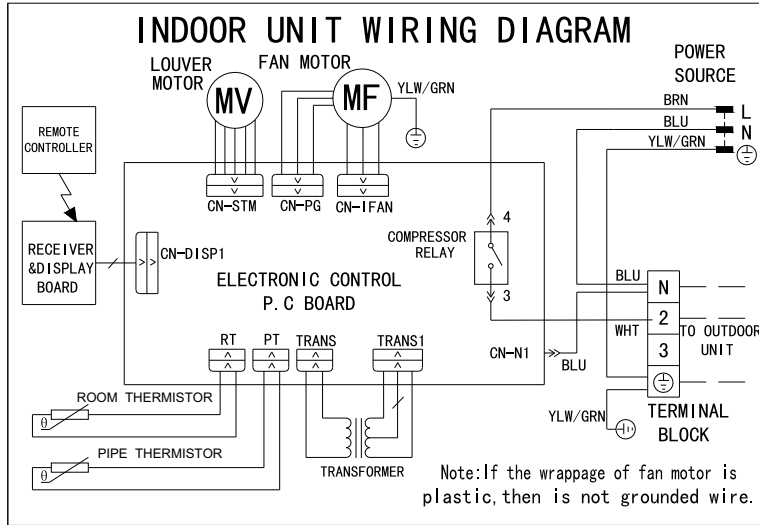 INDOOR UNIT WIRING DIAGRAM
LOUVER
MOTOR
FAN MOTOR
POWER
SOURCE
MV
MF
YLW/GRN
BRN
L
BLU
N
YLW/GRN
REMOTE
CONTROLLER
CN-STM
CN-PG
CN-IFAN
4
RECEIVER
&DISPLAY
BOARD
CN-DISP1
COMPRESSOR
RELAY
ELECTRONIC CONTROL
P.C BOARD
3
BLU
N
WHT
2
TO OUTDOOR
UNIT
3
RT
PT
TRANS
TRANS1
CN-N1
BLU
ROOM THERMISTOR
θ
YLW/GRN
TERMINAL
BLOCK
PIPE THERMISTOR
θ
TRANSFORMER
Note:If the wrappage of fan motor is
plastic,then is not grounded wire.